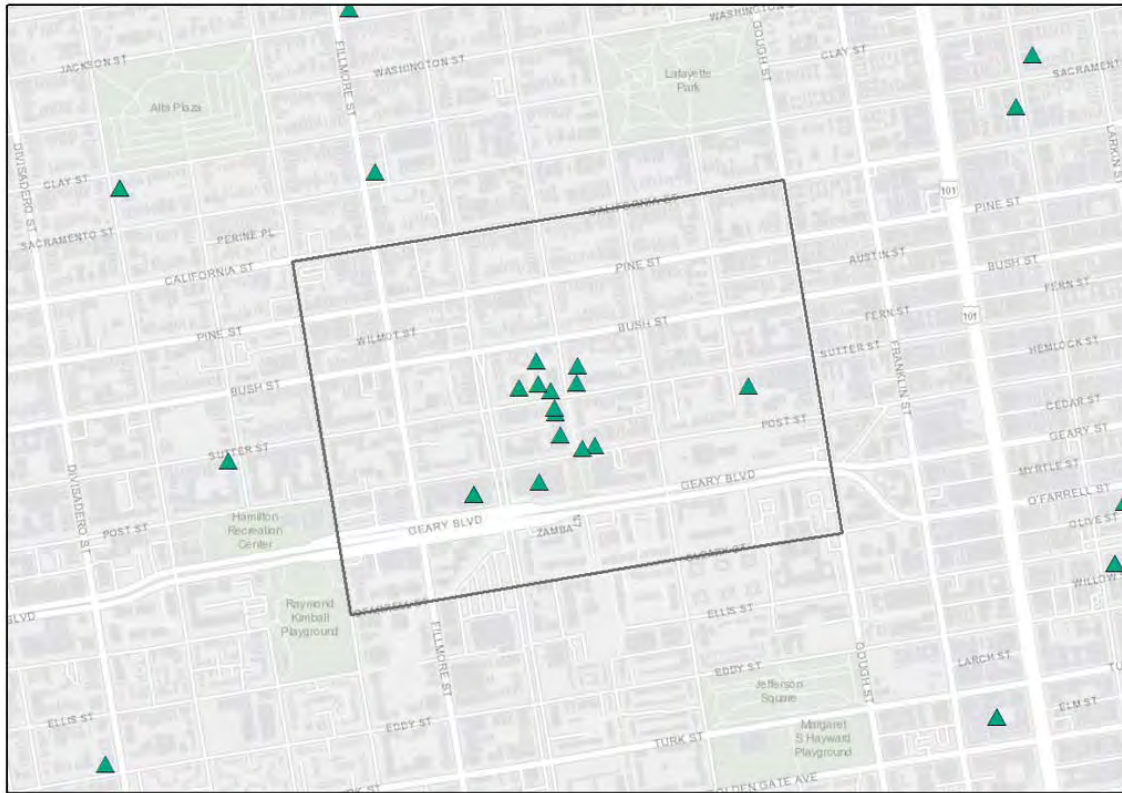 WASHINGTON ST
JACKSON ST
WASHINGTON ST
FILLMORE ST
GOUGH ST
CLAY ST
SACRAMENTO
Lafayette
Park
Alta Plaza
DIVISADERO ST
LARKIN ST
CLAY ST
101
SACRAMENTO ST
PERINE PL
CALIFORNIA ST
PINE ST
CALIFORNIA ST
AUSTIN ST
BUSH ST
PINE ST
FERN ST
PINE ST
WILMOT ST
BUSH ST
FERN ST
101
HEMLOCK ST
SUTTER ST
FRANKLIN ST
BUSH ST
CEDAR ST
POST ST
GEARY ST
SUTTER ST
MYRTLE ST
DIVISADERO ST
GEARY BLVD
O'FARRELL ST
POST ST
Hamilton
Recreation
Center
GEARY BLVD
OLIVE ST
ZAMBA
WILLOW
BLVD
Raymond
Kimball
Playground
O'FARRELL ST
ELLIS ST
FILLMORE ST
GOUGH ST
EDDY ST
LARCH ST
Jefferson
Square
ELM ST
ELLIS ST
EDDY ST
TURK ST
Margaret
S Hayward
Playground
GOLDEN GATE AVE